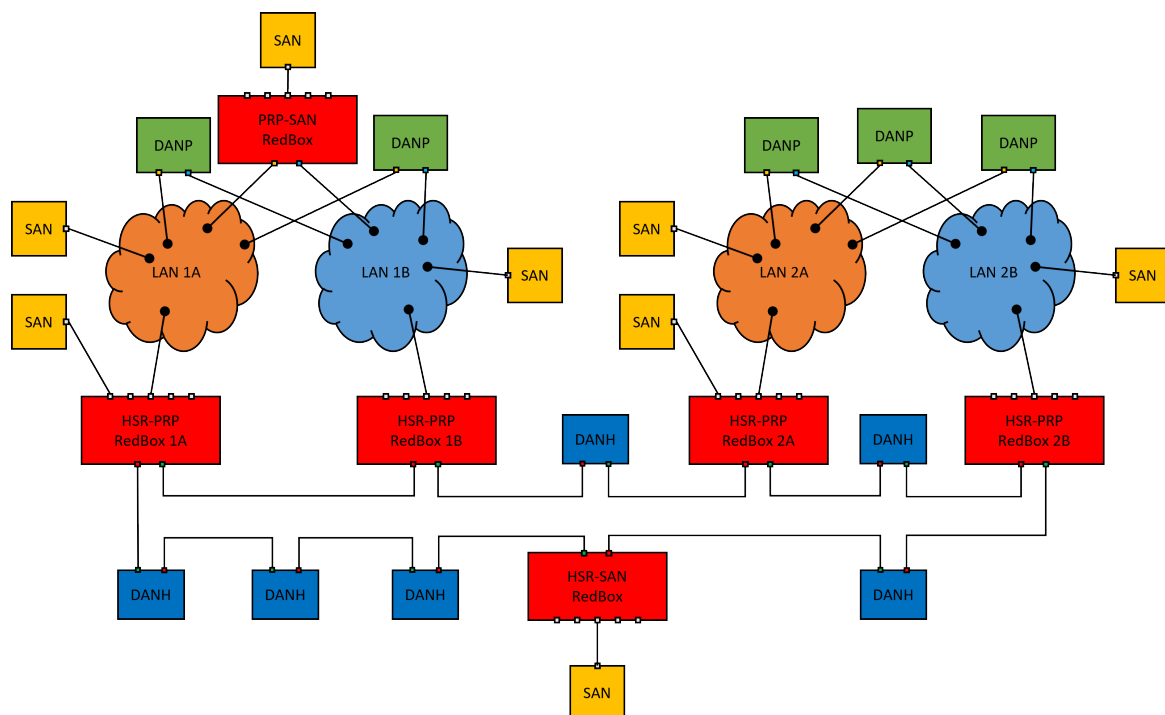 SAN
PRP-SAN
RedBox
DANP
DANP
DANP
DANP
DANP
SAN
SAN
LAN 1A
LAN 1B
SAN
LAN 2A
LAN 2B
SAN
SAN
SAN
HSR-PRP
RedBox 1A
HSR-PRP
RedBox 1B
DANH
HSR-PRP
RedBox 2A
DANH
HSR-PRP
RedBox 2B
DANH
DANH
DANH
HSR-SAN
RedBox
DANH
SAN